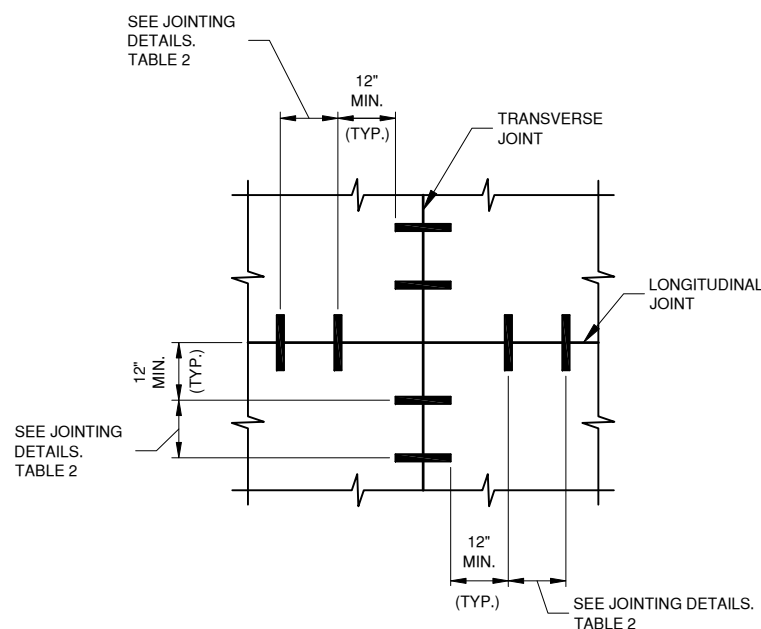 SEE JOINTING
DETAILS.
TABLE 2
12"
MIN.
(TYP.)
TRANSVERSE
JOINT
LONGITUDINAL
JOINT
12"
MIN.
(TYP.)
SEE JOINTING
DETAILS.
TABLE 2
12"
MIN.
(TYP.)
SEE JOINTING DETAILS.
TABLE 2